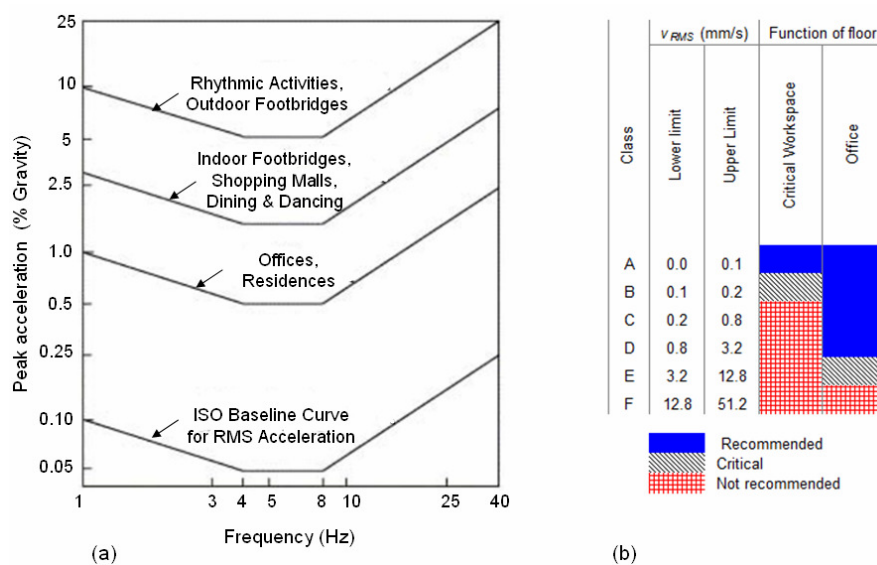 25
10
5
2.5
1.0
0.5
0.25
0.10
0.05
Peak acceleration (% Gravity)
Rhythmic Activities,
Outdoor Footbridges
Indoor Footbridges,
Shopping Malls,
Dining & Dancing
Offices,
Residences
ISO Baseline Curve
for RMS Acceleration
1 3 4 5 8 10 25 40
Frequency (Hz)
(a)
Class
v RMS (mm/s) Function of floor
Lower limit
Upper Limit
Critical Workspace
Office
A 0.0 0.1
B 0.1 0.2
C 0.2 0.8
D 0.8 3.2
E 3.2 12.8
F 12.8 51.2
Recommended
Critical
Not recommended
(b)